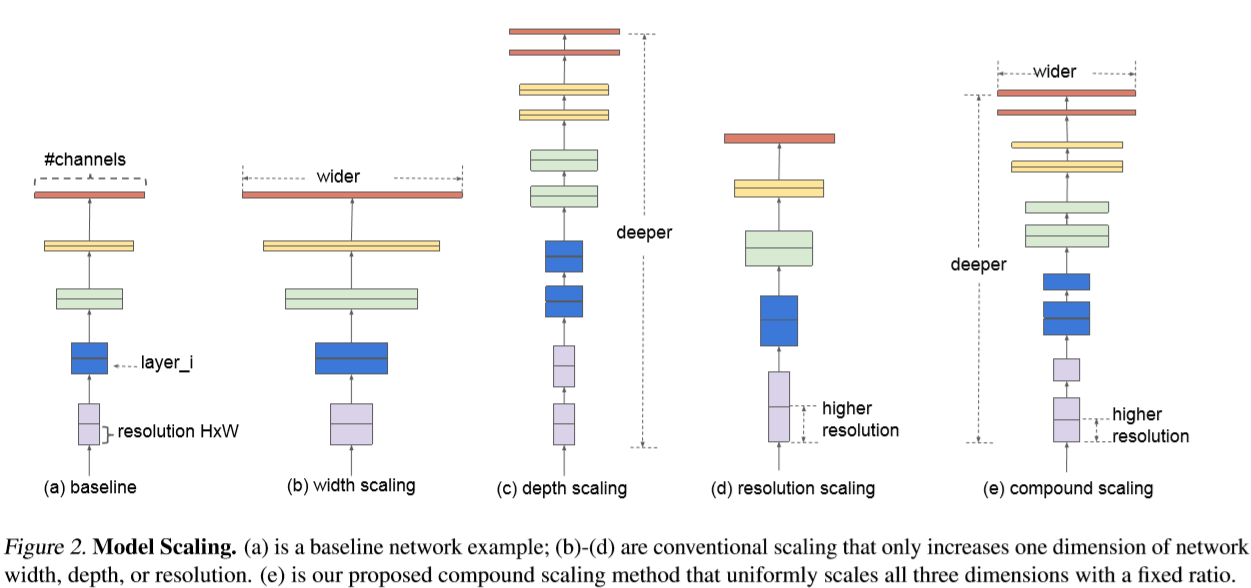 #channels
layer_i
resolution HxW
(a) baseline
wider
(b) width scaling
deeper
(c) depth scaling
higher
resolution
(d) resolution scaling
wider
deeper
higher
resolution
(e) compound scaling
Figure 2. Model Scaling. (a) is a baseline network example; (b)-(d) are conventional scaling that only increases one dimension of network
width, depth, or resolution. (e) is our proposed compound scaling method that uniformly scales all three dimensions with a fixed ratio.